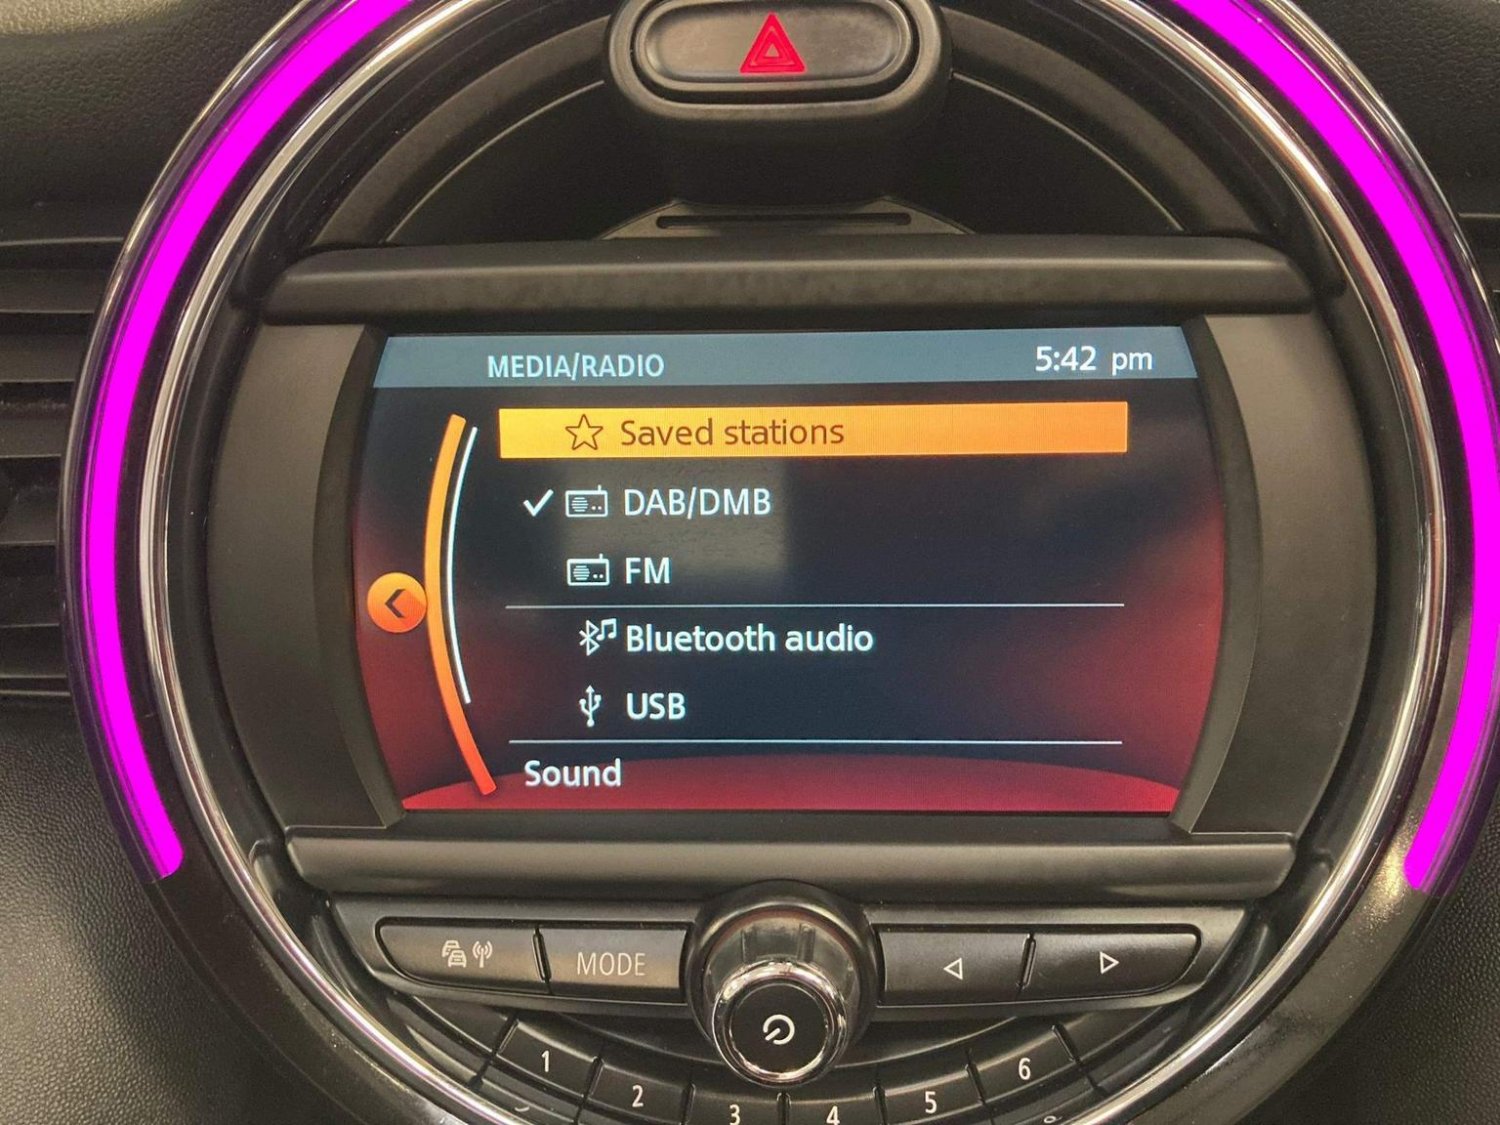 MEDIA/RADIO 5:42 pm
Saved stations
DAB/DMB
FM
Bluetooth audio
USB
Sound
MODE
1 2 3 4 5 6